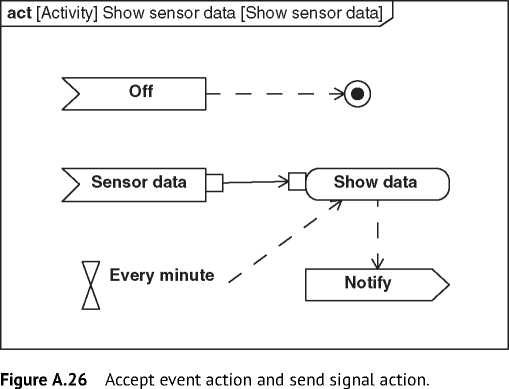 act [Activity] Show sensor data [Show sensor data]
Off
Sensor data
Show data
Every minute
Notify
Figure A.26 Accept event action and send signal action.